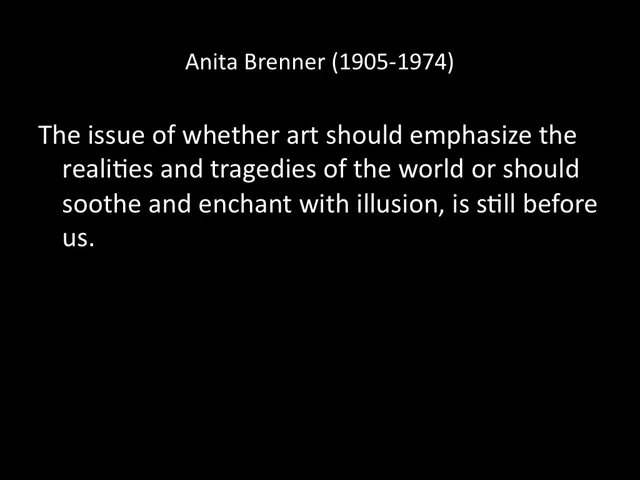 Anita Brenner (1905-1974)
The issue of whether art should emphasize the
realities and tragedies of the world or should
soothe and enchant with illusion, is still before
us.